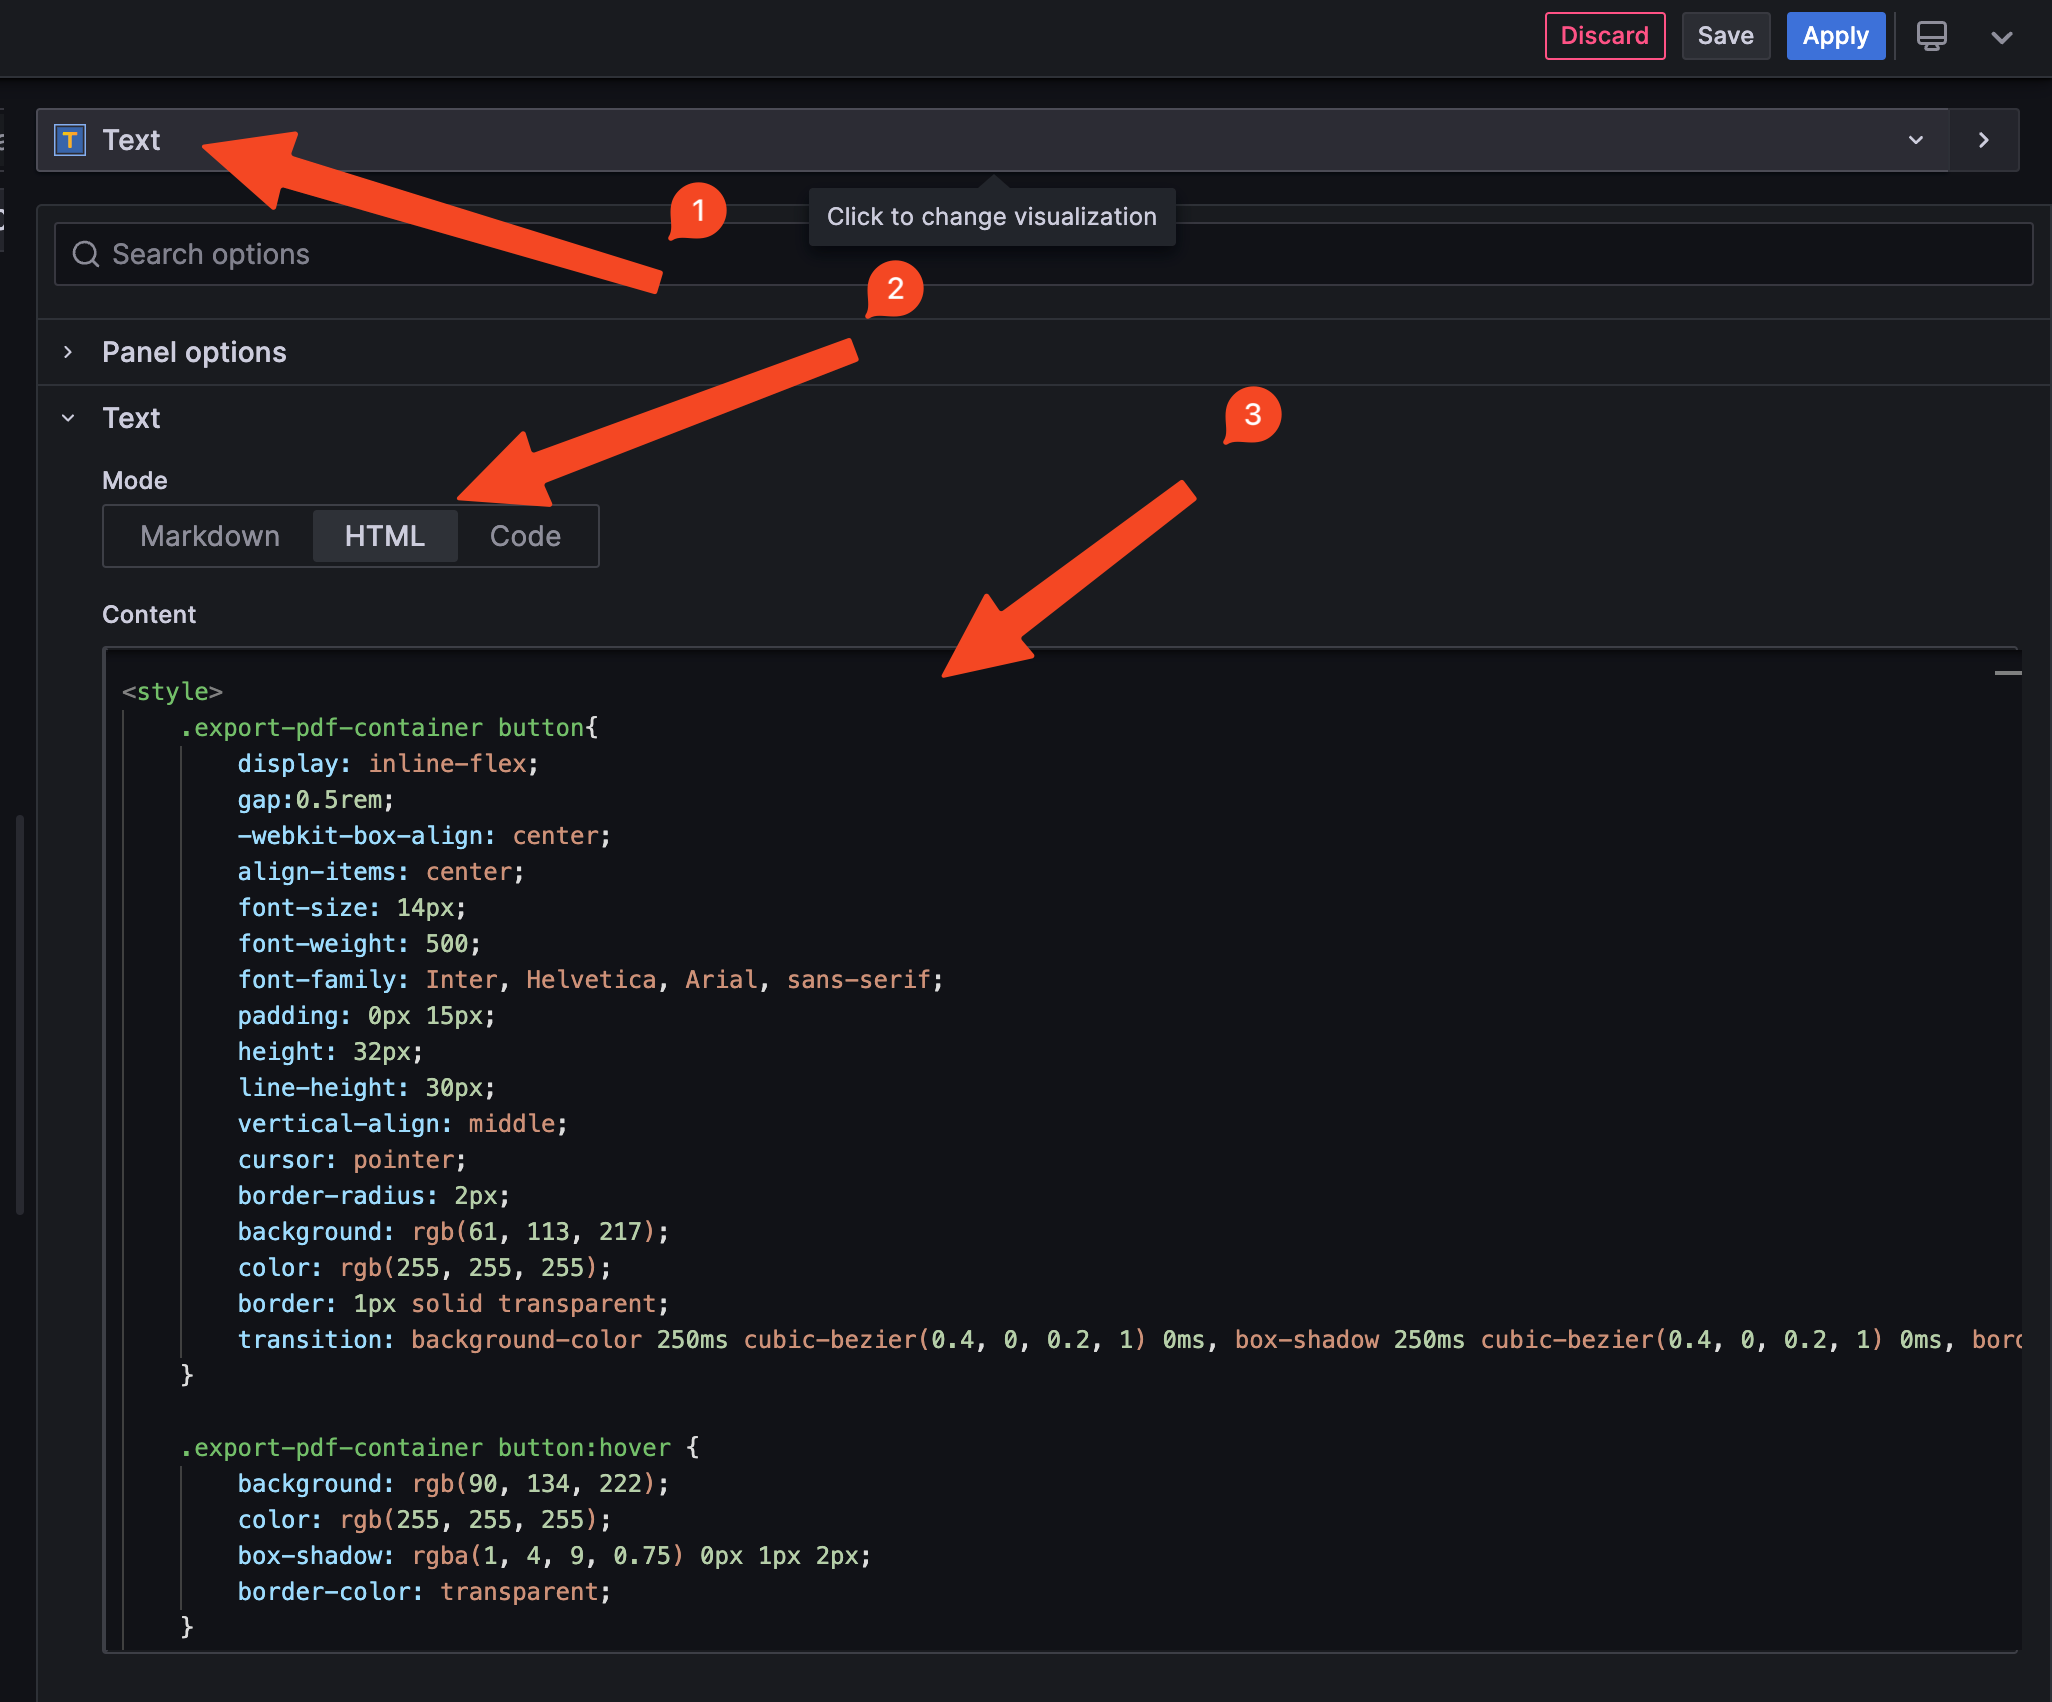 Discard Save Apply
T Text
1
Click to change visualization
Search options
2
Panel options
3
Text
Mode
Markdown HTML Code
Content
<style>
.export-pdf-container button{
display: inline-flex;
gap:0.5rem;
-webkit-box-align: center;
align-items: center;
font-size: 14px;
font-weight: 500;
font-family: Inter, Helvetica, Arial, sans-serif;
padding: 0px 15px;
height: 32px;
line-height: 30px;
vertical-align: middle;
cursor: pointer;
border-radius: 2px;
background: rgb(61, 113, 217);
color: rgb(255, 255, 255);
border: 1px solid transparent;
transition: background-color 250ms cubic-bezier(0.4, 0, 0.2, 1) 0ms, box-shadow 250ms cubic-bezier(0.4, 0, 0.2, 1) 0ms, bord
}
.export-pdf-container button:hover {
background: rgb(90, 134, 222);
color: rgb(255, 255, 255);
box-shadow: rgba(1, 4, 9, 0.75) 0px 1px 2px;
border-color: transparent;
}